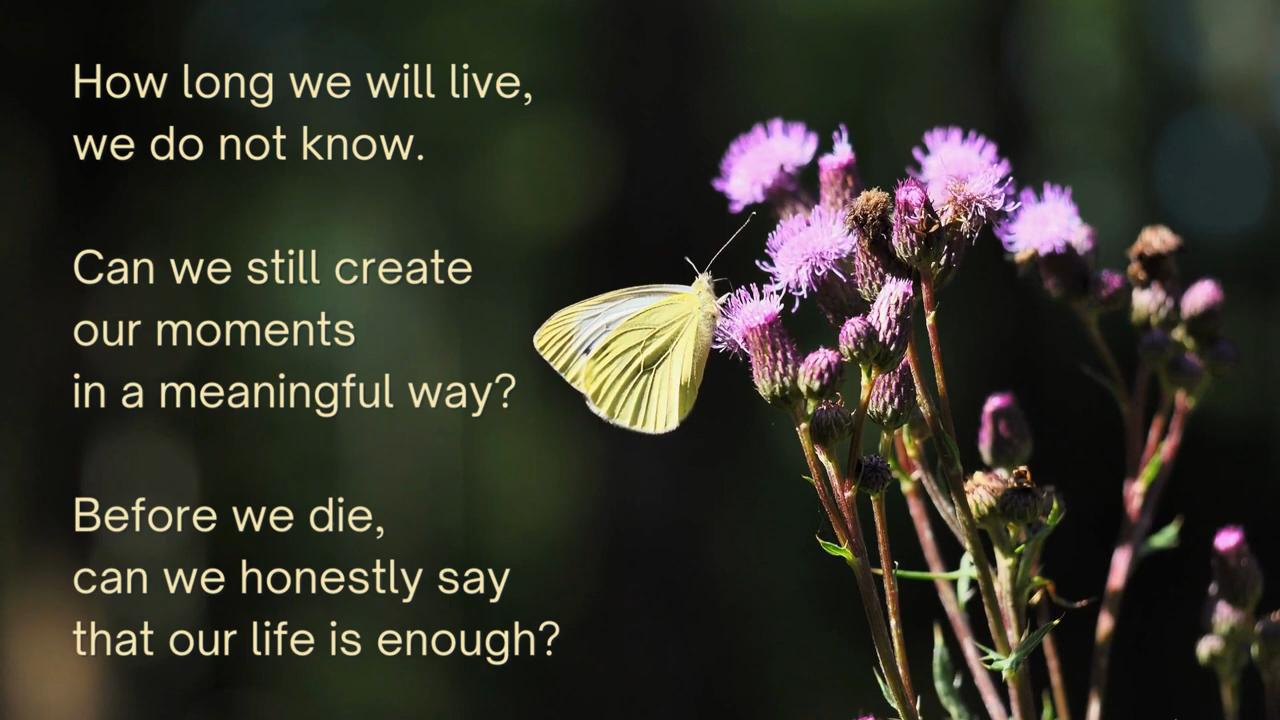 How long we will live,
we do not know.
Can we still create
our moments
in a meaningful way?
Before we die,
can we honestly say
that our life is enough?